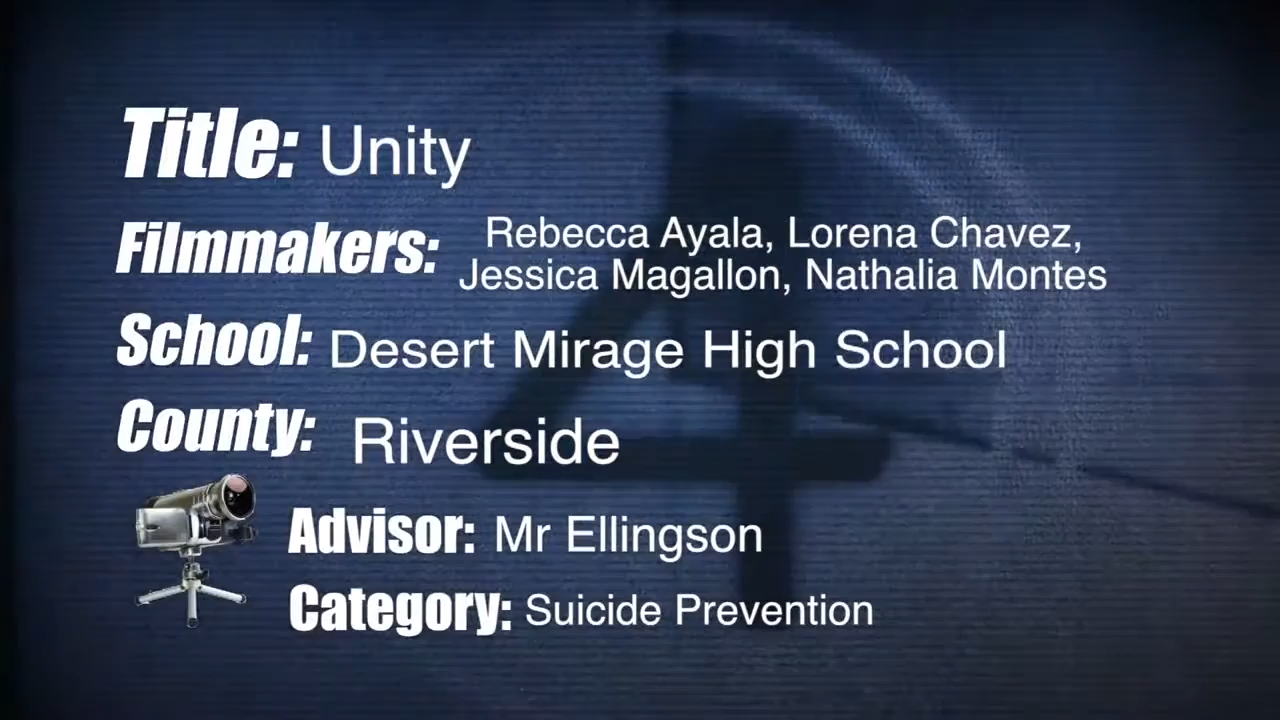 Title: Unity
Filmmakers: Rebecca Ayala, Lorena Chavez,
Jessica Magallon, Nathalia Montes
School: Desert Mirage High School
County: Riverside
Advisor: Mr Ellingson
Category: Suicide Prevention
4